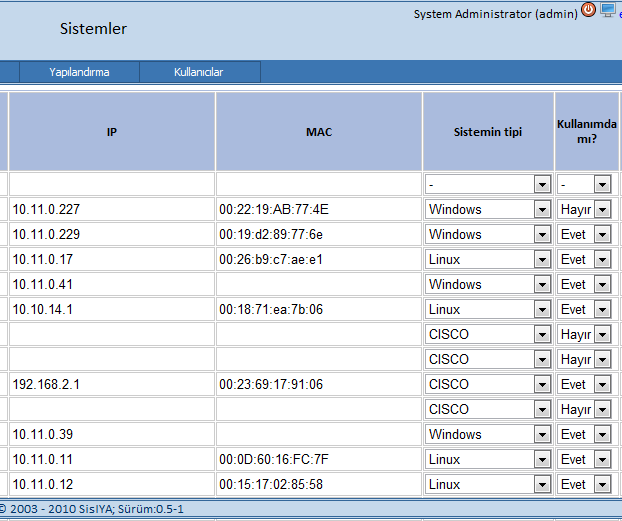 System Administrator (admin)
Sistemler
Yapılandırma Kullanıcılar
IP MAC Sistemin tipi Kullanımda
mı?
- -
10.11.0.227 00:22:19:AB:77:4E Windows Hayır
10.11.0.229 00:19:d2:89:77:6e Windows Evet
10.11.0.17 00:26:b9:c7:ae:e1 Linux Evet
10.11.0.41 Windows Evet
10.10.14.1 00:18:71:ea:7b:06 Linux Evet
CISCO Hayır
CISCO Hayır
192.168.2.1 00:23:69:17:91:06 CISCO Evet
CISCO Hayır
10.11.0.39 Windows Evet
10.11.0.11 00:0D:60:16:FC:7F Linux Evet
10.11.0.12 00:15:17:02:85:58 Linux Evet
© 2003 - 2010 SisIYA; Sürüm:0.5-1